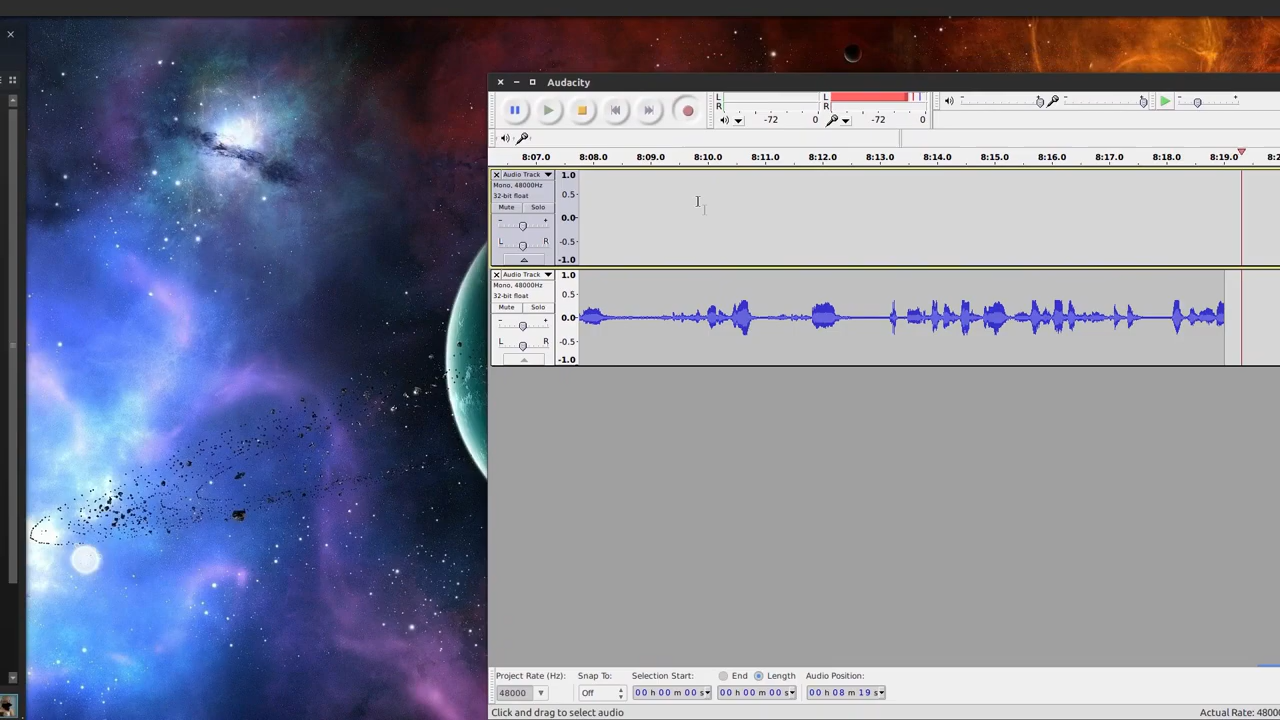 Audacity
L
R
-72 0
L
R
-72 0
8:07.0 8:08.0 8:09.0 8:10.0 8:11.0 8:12.0 8:13.0 8:14.0 8:15.0 8:16.0 8:17.0 8:18.0 8:19.0 8:2
Audio Track 1.0
Mono, 48000Hz
32-bit float 0.5
Mute Solo
- + 0.0
L R -0.5
-1.0
Audio Track 1.0
Mono, 48000Hz
32-bit float 0.5
Mute Solo
- + 0.0
L R -0.5
-1.0
Project Rate (Hz): Snap To: Selection Start: End Length Audio Position:
48000 Off 00 h 00 m 00 s 00 h 00 m 00 s 00 h 08 m 19 s
Click and drag to select audio Actual Rate: 4800